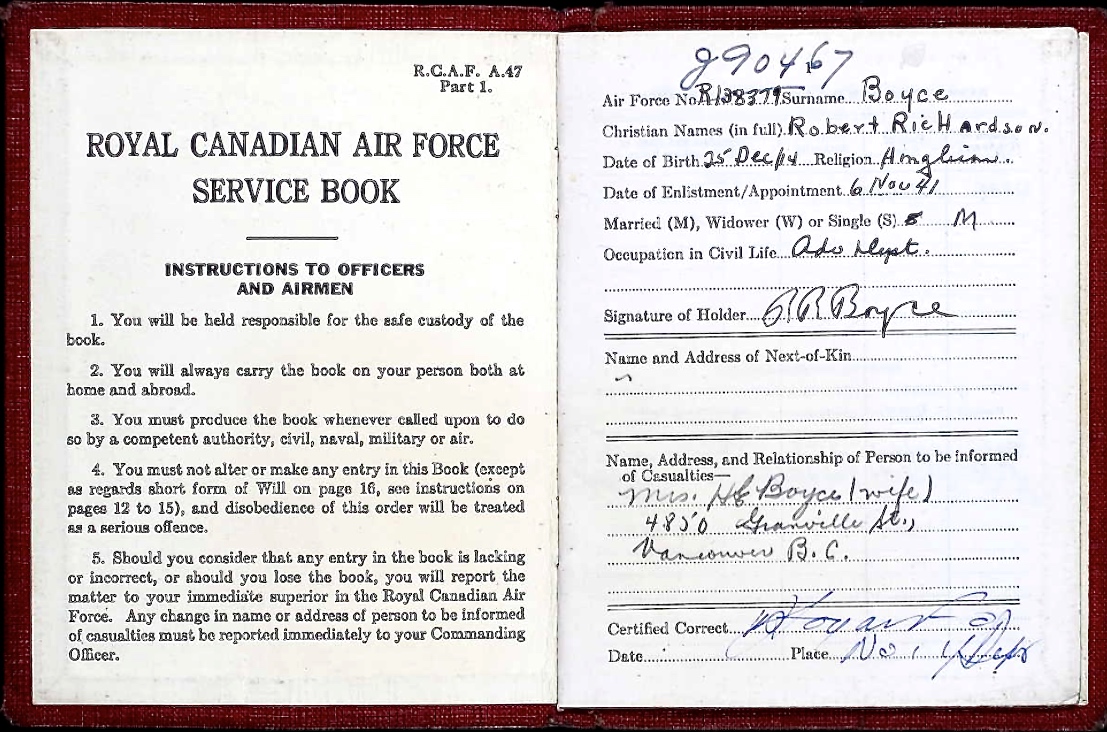 R.C.A.F. A.47
Part 1.
ROYAL CANADIAN AIR FORCE
SERVICE BOOK
INSTRUCTIONS TO OFFICERS
AND AIRMEN
1. You will be held responsible for the safe custody of the
book.
2. You will always carry the book on your person both at
home and abroad.
3. You must produce the book whenever called upon to do
so by a competent authority, civil, naval, military or air.
4. You must not alter or make any entry in this Book (except
as regards short form of Will on page 16, see instructions on
pages 12 to 15), and disobedience of this order will be treated
as a serious offence.
5. Should you consider that any entry in the book is lacking
or incorrect, or should you lose the book, you will report the
matter to your immediate superior in the Royal Canadian Air
Force. Any change in name or address of person to be informed
of casualties must be reported immediately to your Commanding
Officer.
J90467
1
Air Force No. R138379 Surname Boyce
Christian Names (in full) Robert RicHardson.
Date of Birth 25 Dec/14 Religion
Date of Enlistment/Appointment 6 Nov 41
Married (M), Widower (W) or Single (S) S M
Occupation in Civil Life Adv
Signature of Holder R R Boyce
Name and Address of Next-of-Kin
Name, Address, and Relationship of Person to be informed
of Casualties—
Mrs. HE Boyce (wife)
4850 Granville St.,
Vancouver B.C.
Certified Correct
Date Place No.